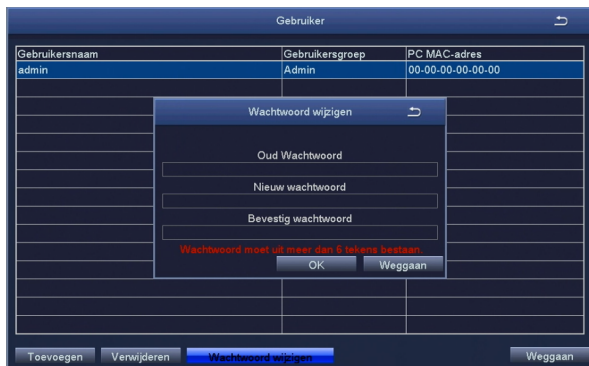 Gebruiker
Gebruikersnaam Gebruikersgroep PC MAC-adres
admin Admin 00-00-00-00-00-00
Wachtwoord wijzigen
Oud Wachtwoord
Nieuw wachtwoord
Bevestig wachtwoord
Wachtwoord moet uit meer dan 6 tekens bestaan.
OK Weggaan
Toevoegen Verwijderen Wachtwoord wijzigen Weggaan